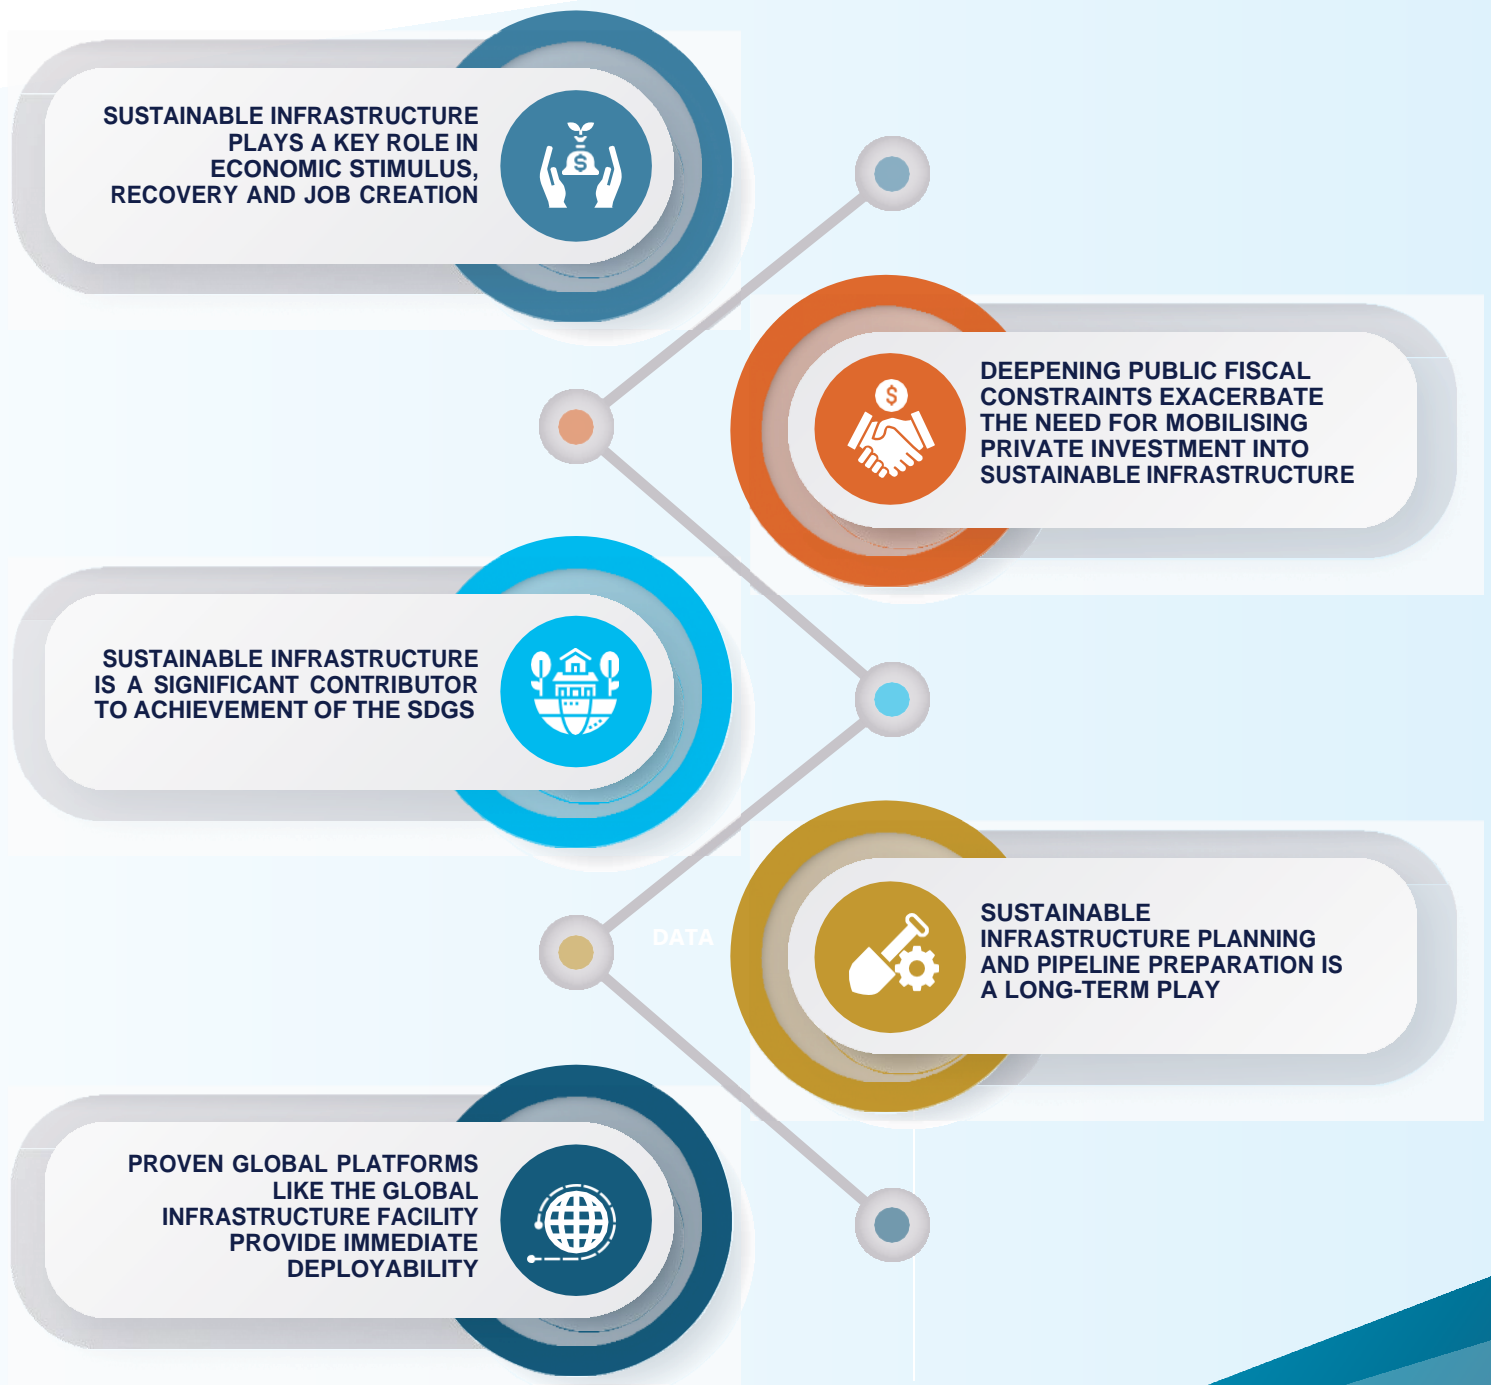 SUSTAINABLE INFRASTRUCTURE
PLAYS A KEY ROLE IN
ECONOMIC STIMULUS,
RECOVERY AND JOB CREATION
$
$
DEEPENING PUBLIC FISCAL
CONSTRAINTS EXACERBATE
THE NEED FOR MOBILISING
PRIVATE INVESTMENT INTO
SUSTAINABLE INFRASTRUCTURE
SUSTAINABLE INFRASTRUCTURE
IS A SIGNIFICANT CONTRIBUTOR
TO ACHIEVEMENT OF THE SDGS
DATA
SUSTAINABLE
INFRASTRUCTURE PLANNING
AND PIPELINE PREPARATION IS
A LONG-TERM PLAY
PROVEN GLOBAL PLATFORMS
LIKE THE GLOBAL
INFRASTRUCTURE FACILITY
PROVIDE IMMEDIATE
DEPLOYABILITY